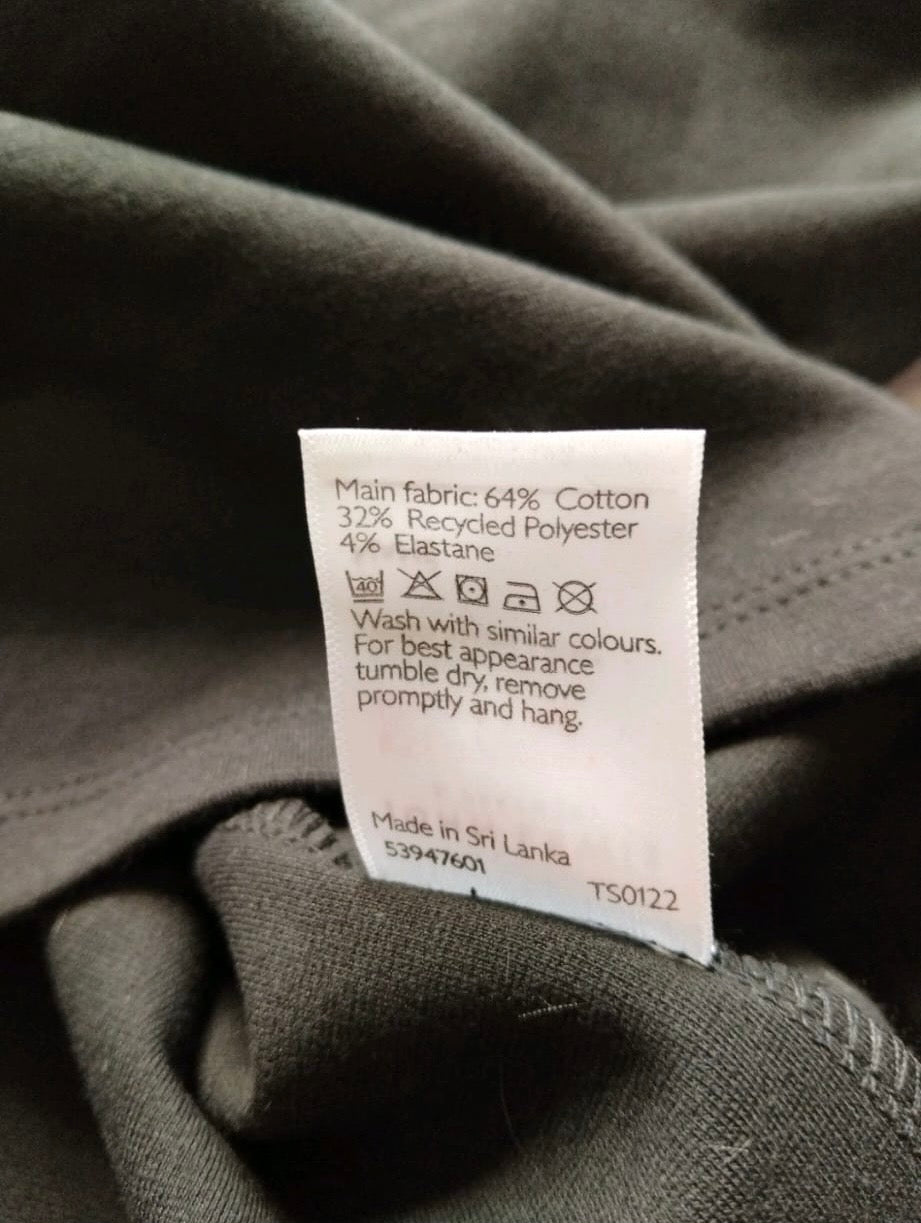 Main fabric: 64% Cotton
32% Recycled Polyester
4% Elastane
40
Wash with similar colours.
For best appearance
tumble dry, remove
promptly and hang.
Made in Sri Lanka
53947601
TS0122